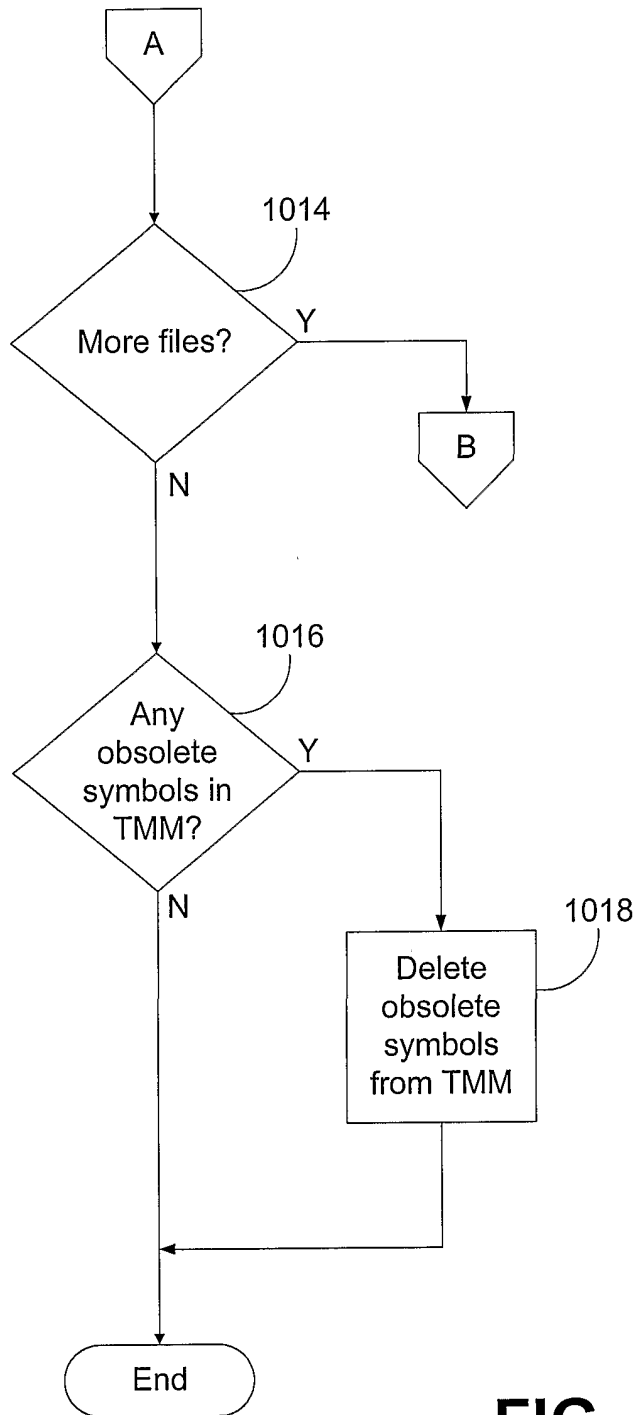 A
1014
More files?
Y
B
N
1016
Any
obsolete
symbols in
TMM?
Y
N
1018
Delete
obsolete
symbols
from TMM
End
FIG